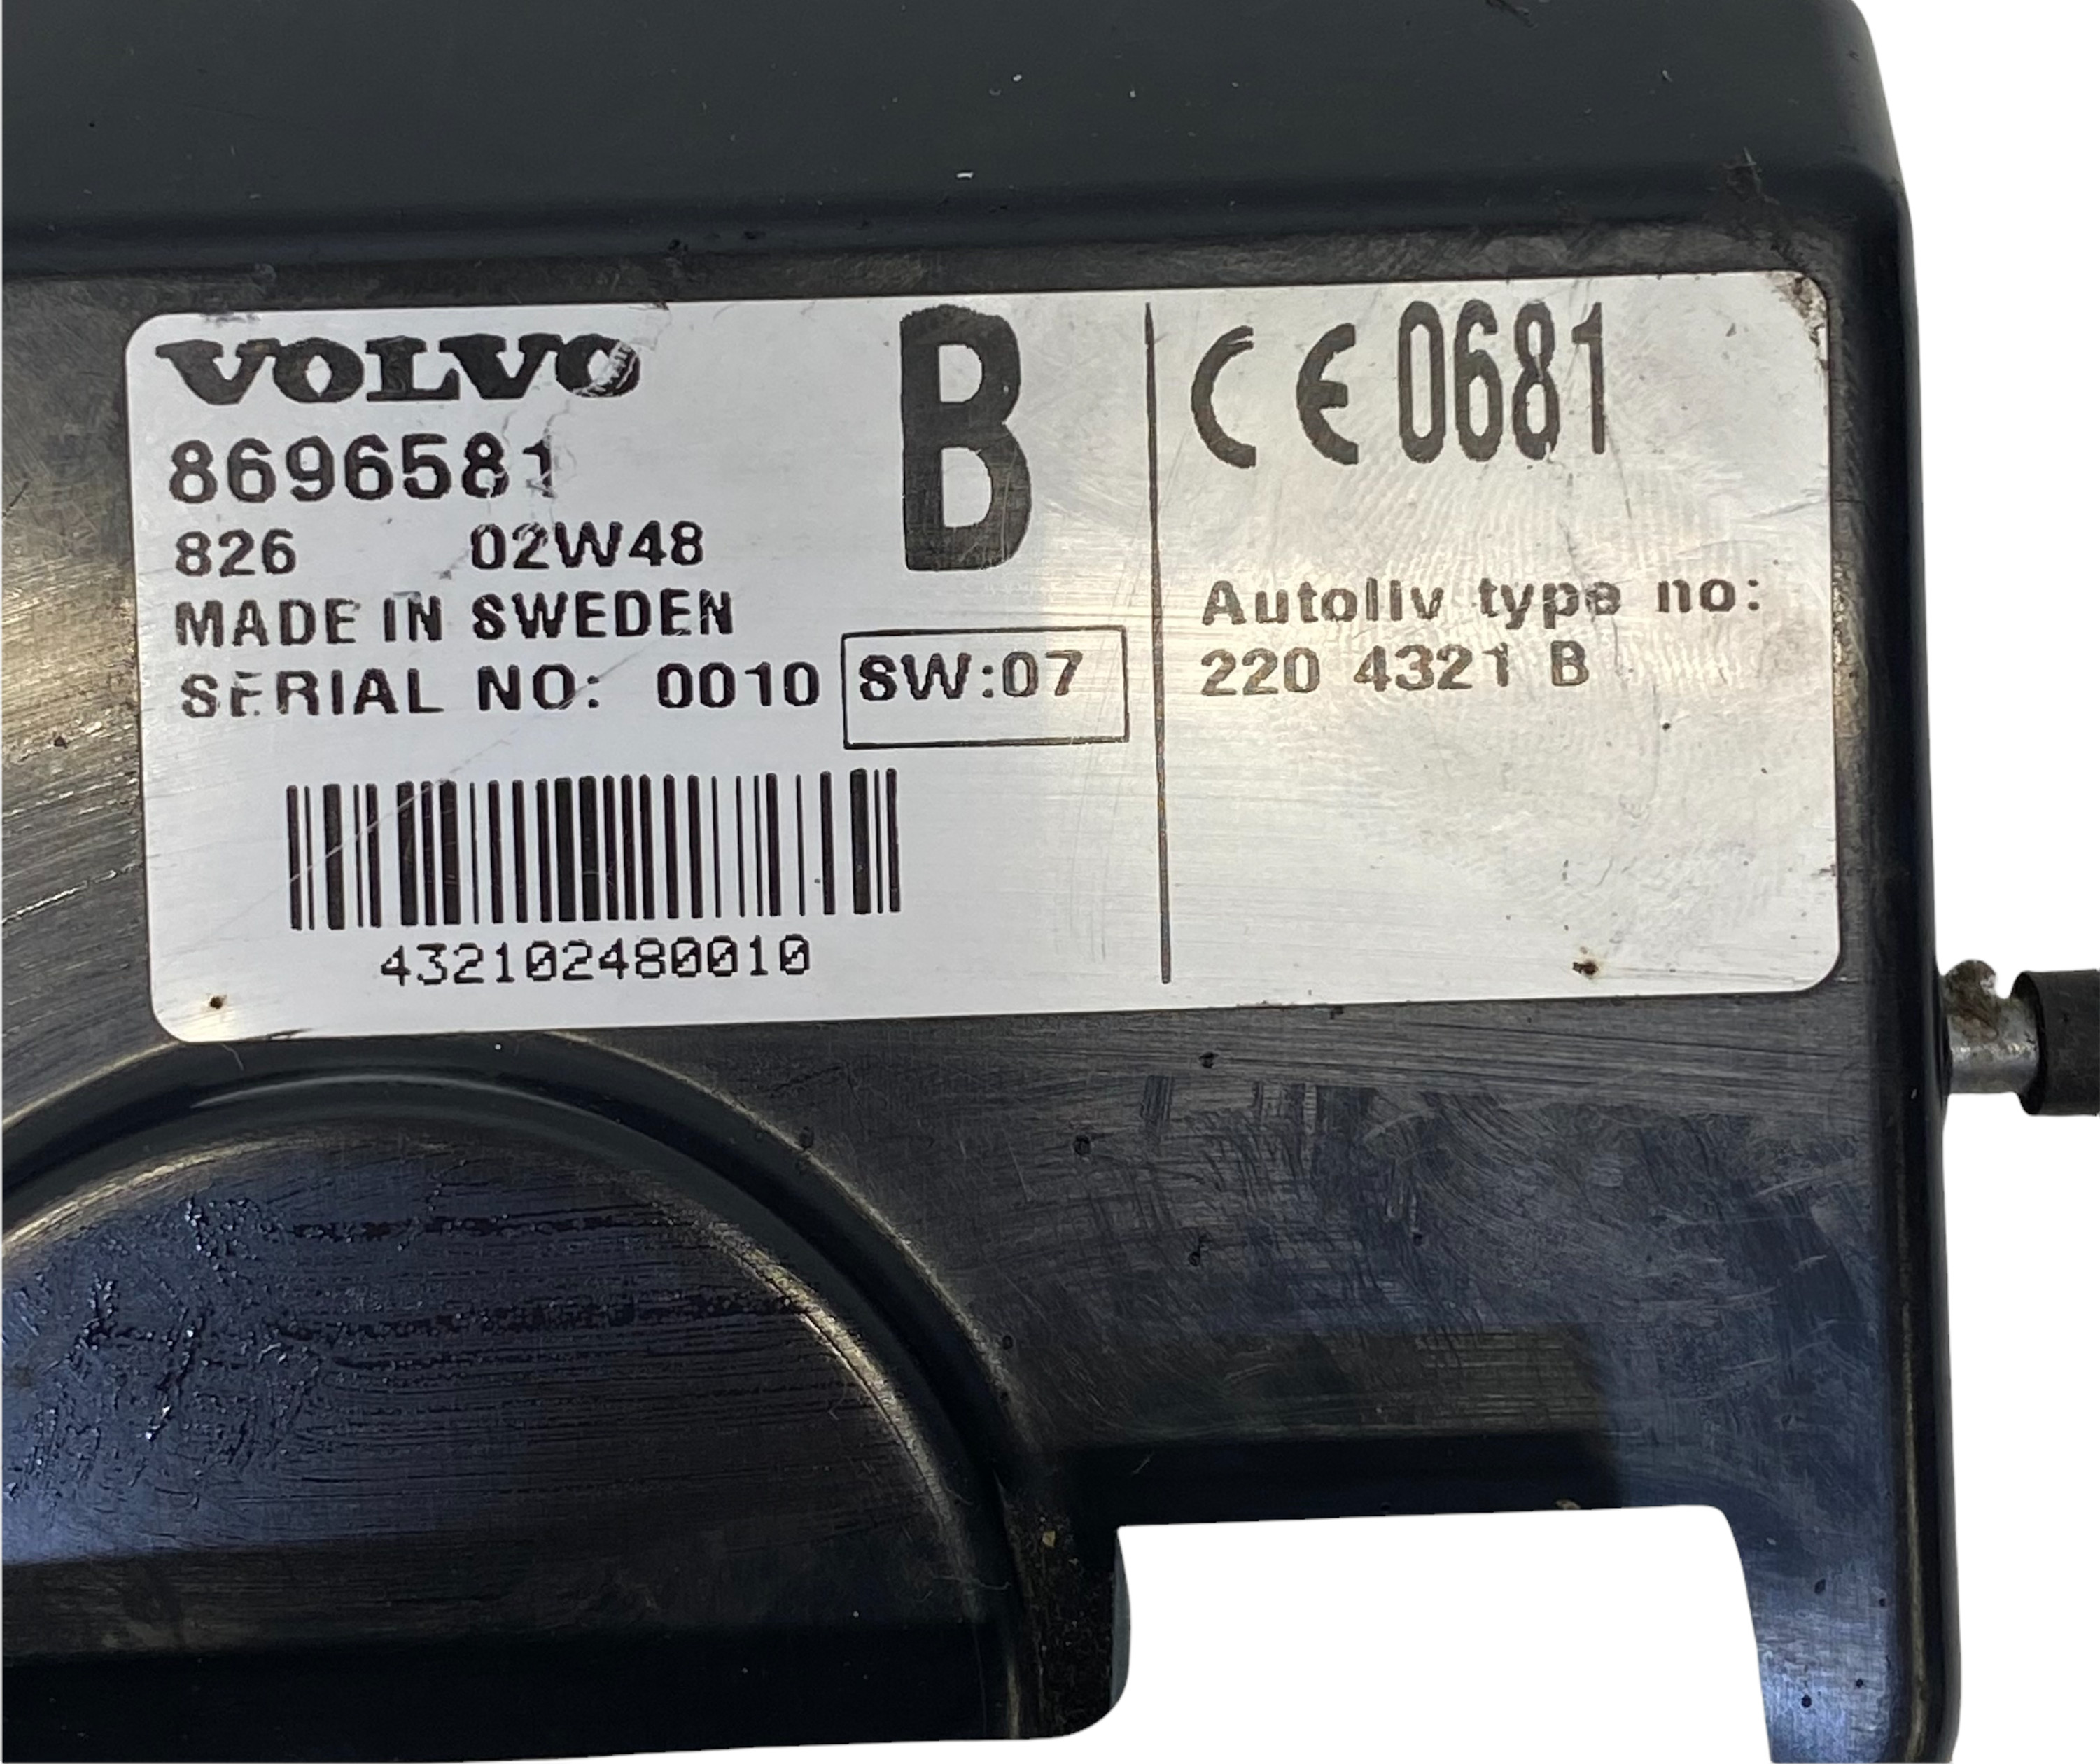 VOLVO
8696581
826 02W48
MADE IN SWEDEN
SERIAL NO: 0010
SW:07
432102480010
B
CE 0681
Autoliv type no:
220 4321 B